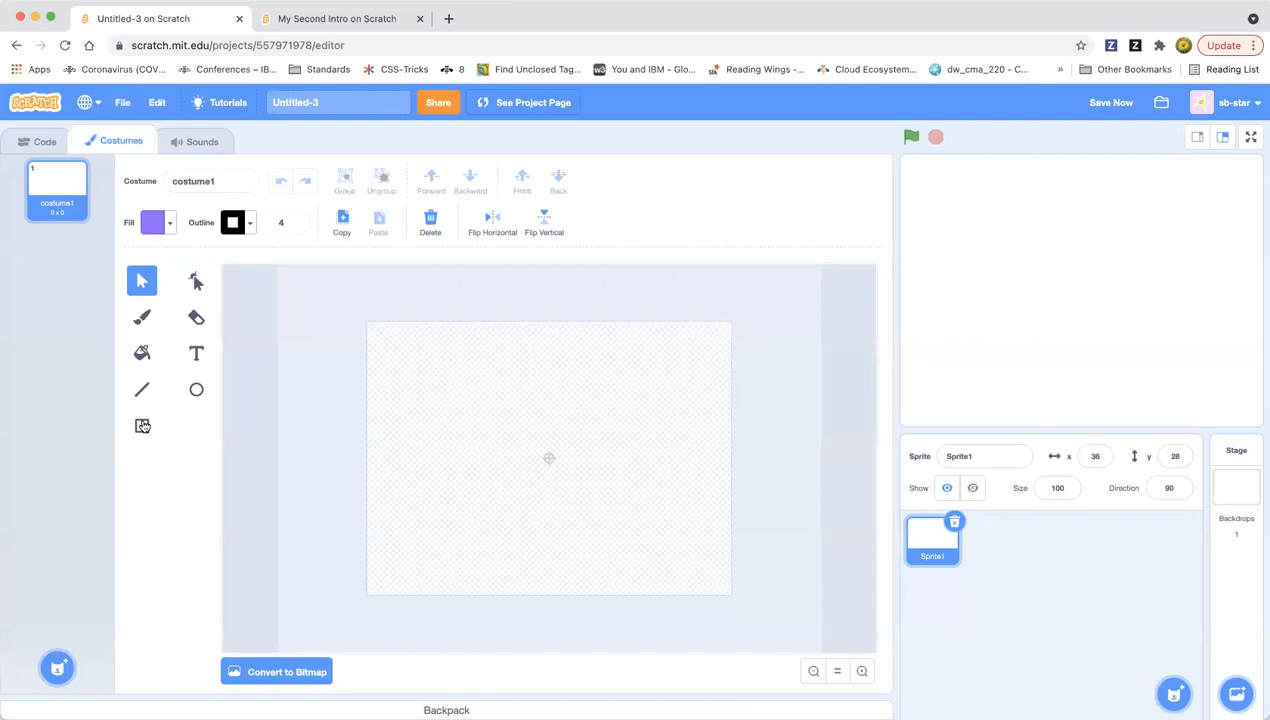 Untitled-3 on Scratch
My Second Intro on Scratch
scratch.mit.edu/projects/557971978/editor
Update
Apps
Coronavirus (COV...
Conferences – IB...
Standards
CSS-Tricks
8
Find Unclosed Tag...
You and IBM - Glo...
Reading Wings -...
Cloud Ecosystem...
dw_cma_220 - C...
»
Other Bookmarks
Reading List
SCRATCH
File
Edit
Tutorials
Untitled-3
Share
See Project Page
Save Now
sb-star
Code
Costumes
Sounds
1
costume1
0 x 0
Costume
costume1
Group
Ungroup
Forward
Backward
Front
Back
Fill
Outline
4
Copy
Paste
Delete
Flip Horizontal
Flip Vertical
T
Convert to Bitmap
Backpack
Sprite
Sprite1
x
36
y
28
Show
Size
100
Direction
90
Sprite1
Stage
Backdrops
1